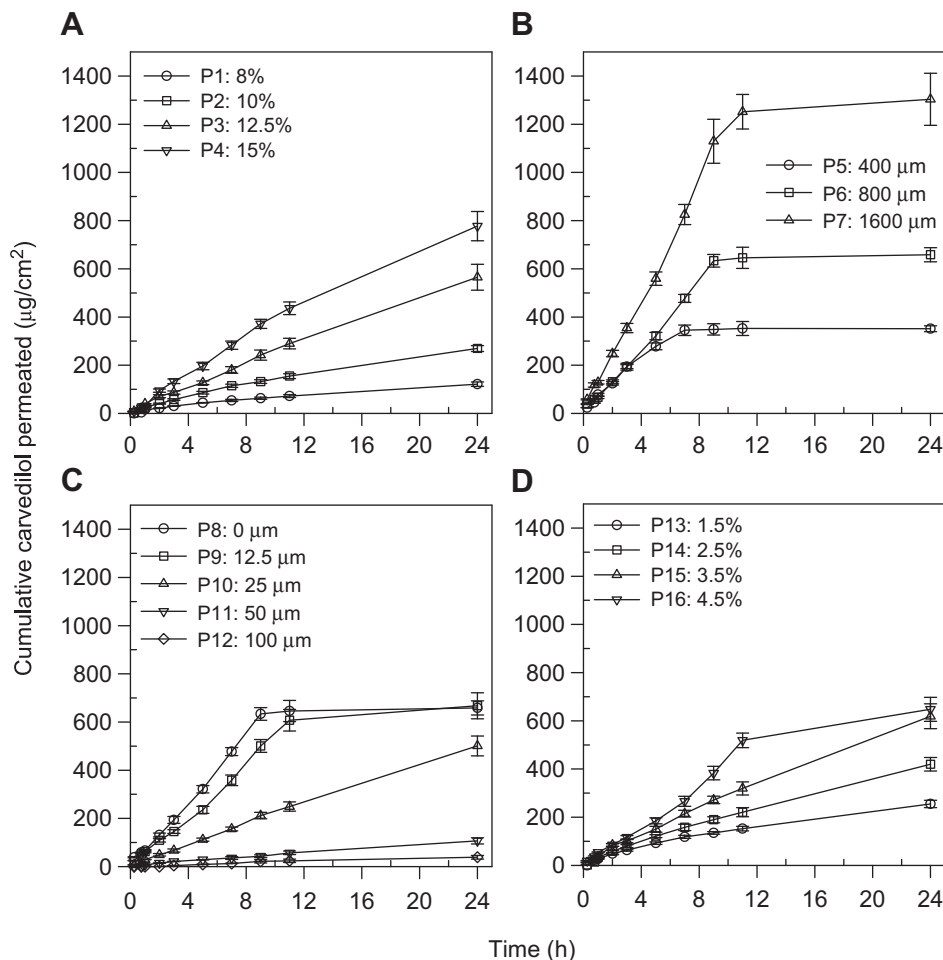 A
1400
1200
1000
800
600
400
200
0
0 4 8 12 16 20 24
P1: 8%
P2: 10%
P3: 12.5%
P4: 15%
B
1400
1200
1000
800
600
400
200
0
0 4 8 12 16 20 24
P5: 400 μm
P6: 800 μm
P7: 1600 μm
Cumulative carvedilol permeated (μg/cm²)
C
1400
1200
1000
800
600
400
200
0
0 4 8 12 16 20 24
P8: 0 μm
P9: 12.5 μm
P10: 25 μm
P11: 50 μm
P12: 100 μm
D
1400
1200
1000
800
600
400
200
0
0 4 8 12 16 20 24
P13: 1.5%
P14: 2.5%
P15: 3.5%
P16: 4.5%
Time (h)